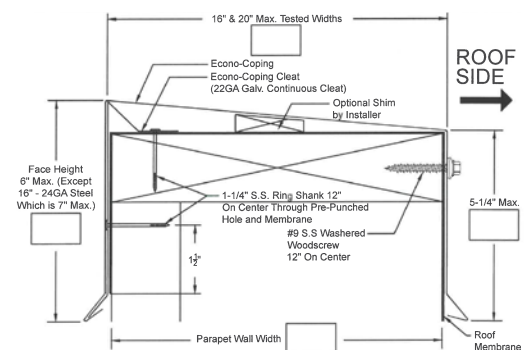 16" & 20" Max. Tested Widths
Econo-Coping
Econo-Coping Cleat
(22GA Galv. Continuous Cleat)
ROOF
SIDE
Optional Shim
by Installer
Face Height
6" Max. (Except
16" - 24GA Steel
Which is 7" Max.)
1-1/4" S.S. Ring Shank 12"
On Center Through Pre-Punched
Hole and Membrane
5-1/4" Max.
#9 S.S Washered
Woodscrew
12" On Center
1½"
Parapet Wall Width
Roof
Membrane